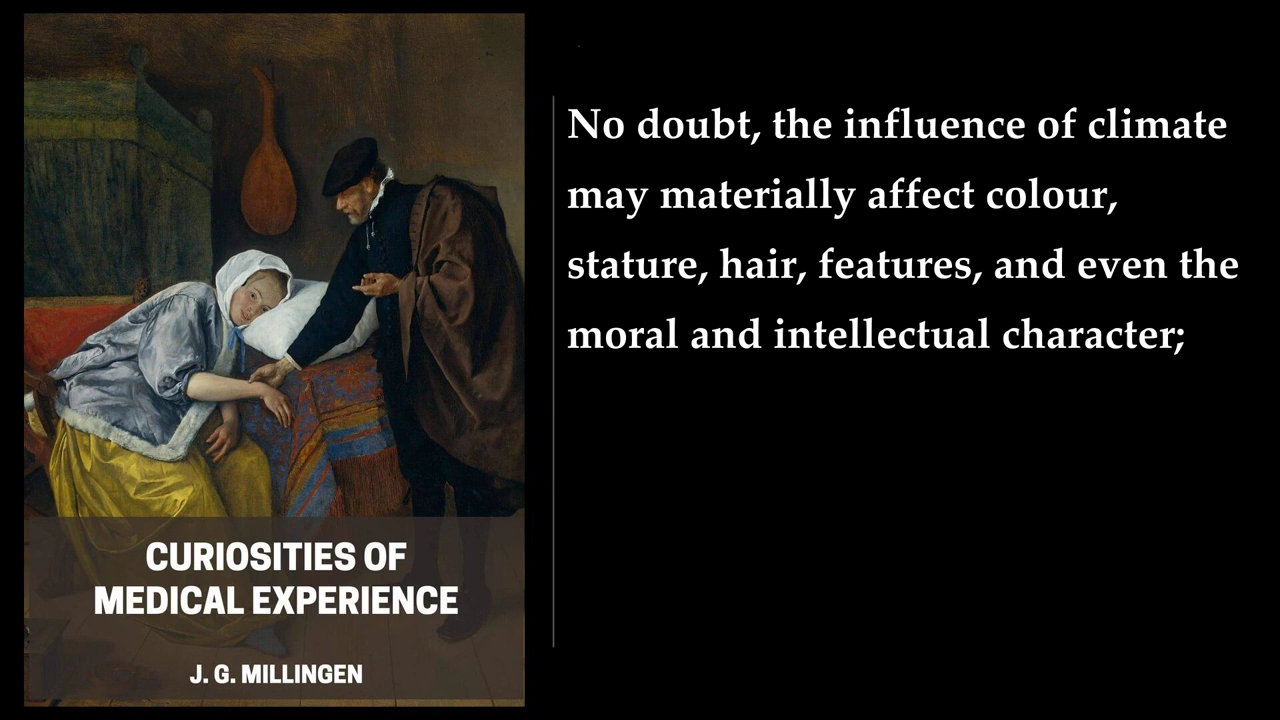 CURIOSITIES OF
MEDICAL EXPERIENCE
J. G. MILLINGEN
No doubt, the influence of climate
may materially affect colour,
stature, hair, features, and even the
moral and intellectual character;